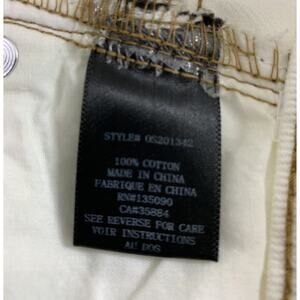 STYLE# OS201342
100% COTTON
MADE IN CHINA
FABRIQUE EN CHINA
RN#135090
CA#35884
SEE REVERSE FOR CARE
VOIR INSTRUCTIONS
AU DOS